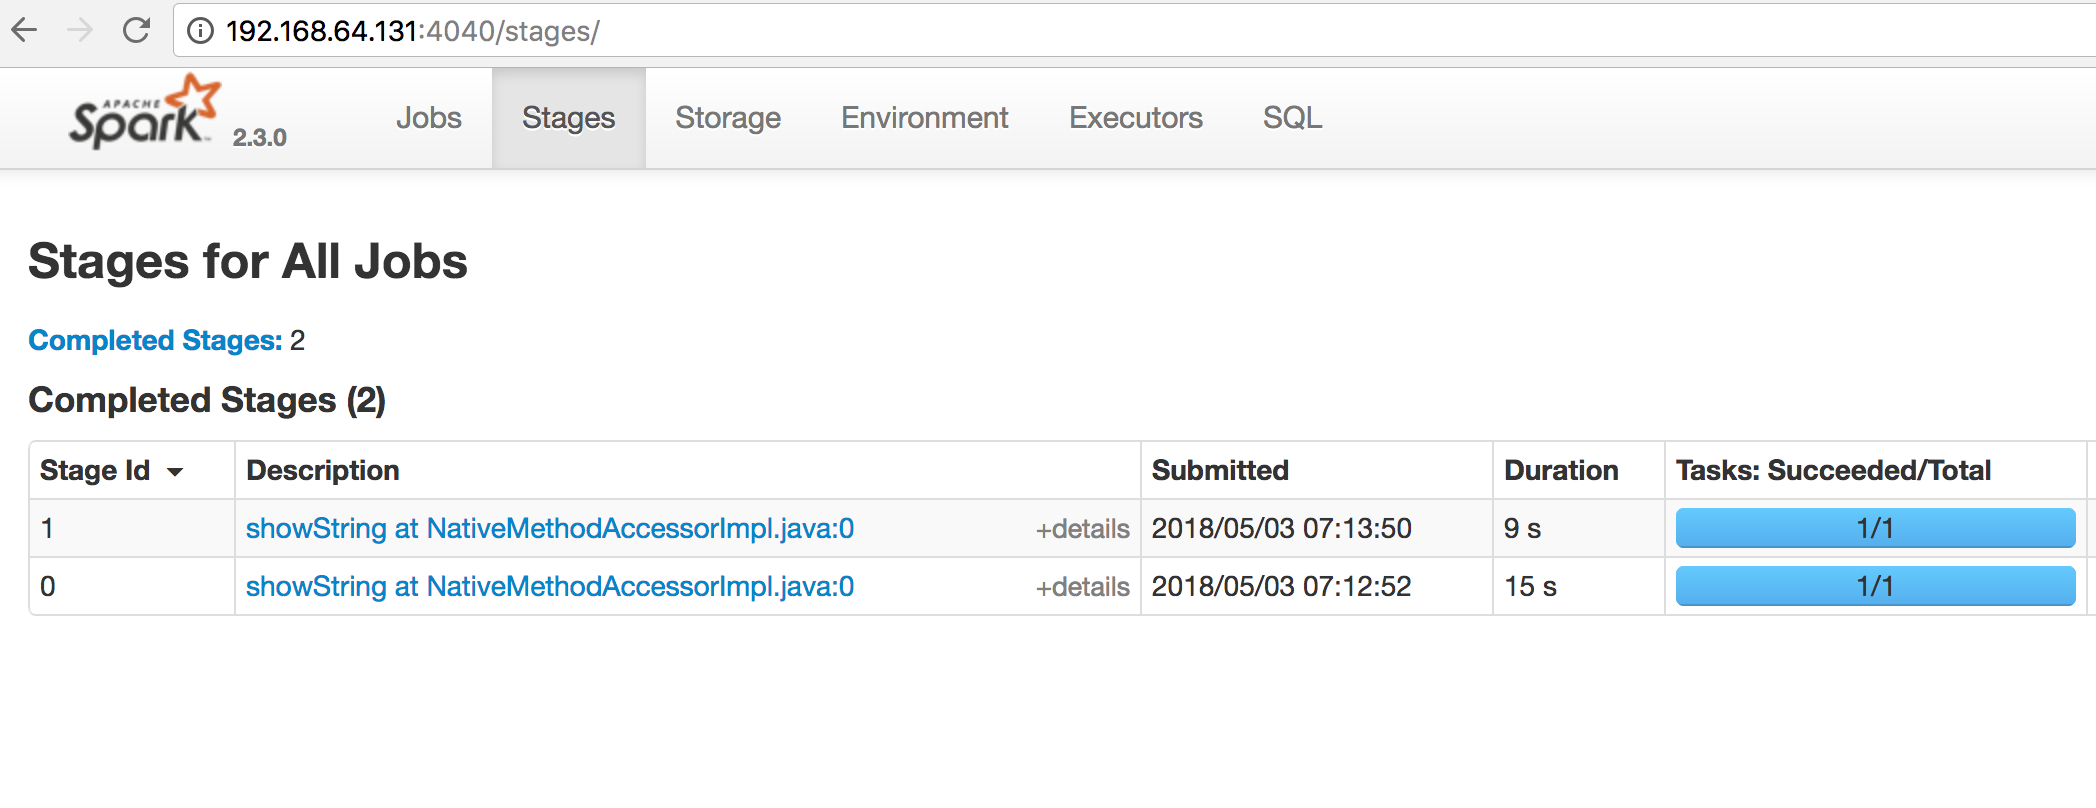 192.168.64.131:4040/stages/
APACHE
Spark™ 2.3.0 Jobs Stages Storage Environment Executors SQL
Stages for All Jobs
Completed Stages: 2
Completed Stages (2)
Stage Id Description Submitted Duration Tasks: Succeeded/Total
1 showString at NativeMethodAccessorImpl.java:0 +details 2018/05/03 07:13:50 9 s 1/1
0 showString at NativeMethodAccessorImpl.java:0 +details 2018/05/03 07:12:52 15 s 1/1